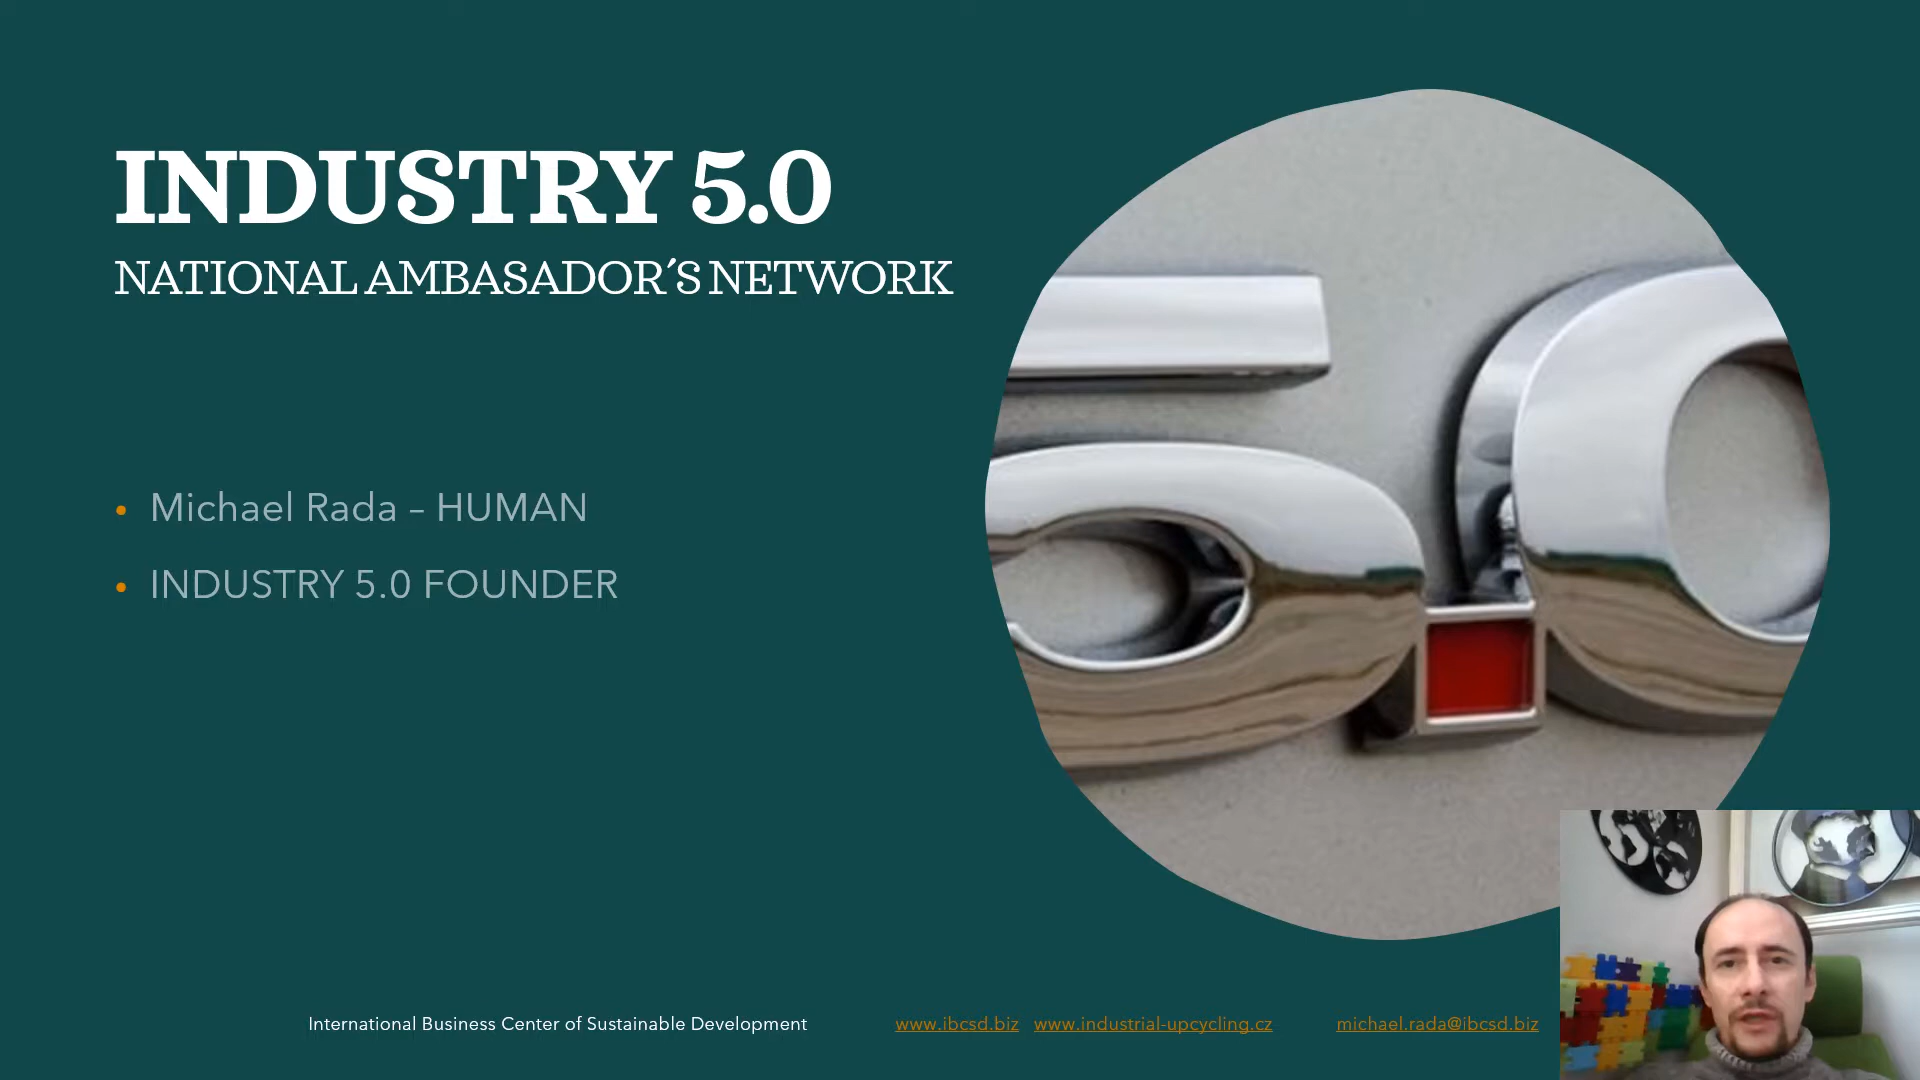 INDUSTRY 5.0
NATIONAL AMBASADOR´S NETWORK
• Michael Rada – HUMAN
• INDUSTRY 5.0 FOUNDER
International Business Center of Sustainable Development www.ibcsd.biz www.industrial-upcycling.cz michael.rada@ibcsd.biz